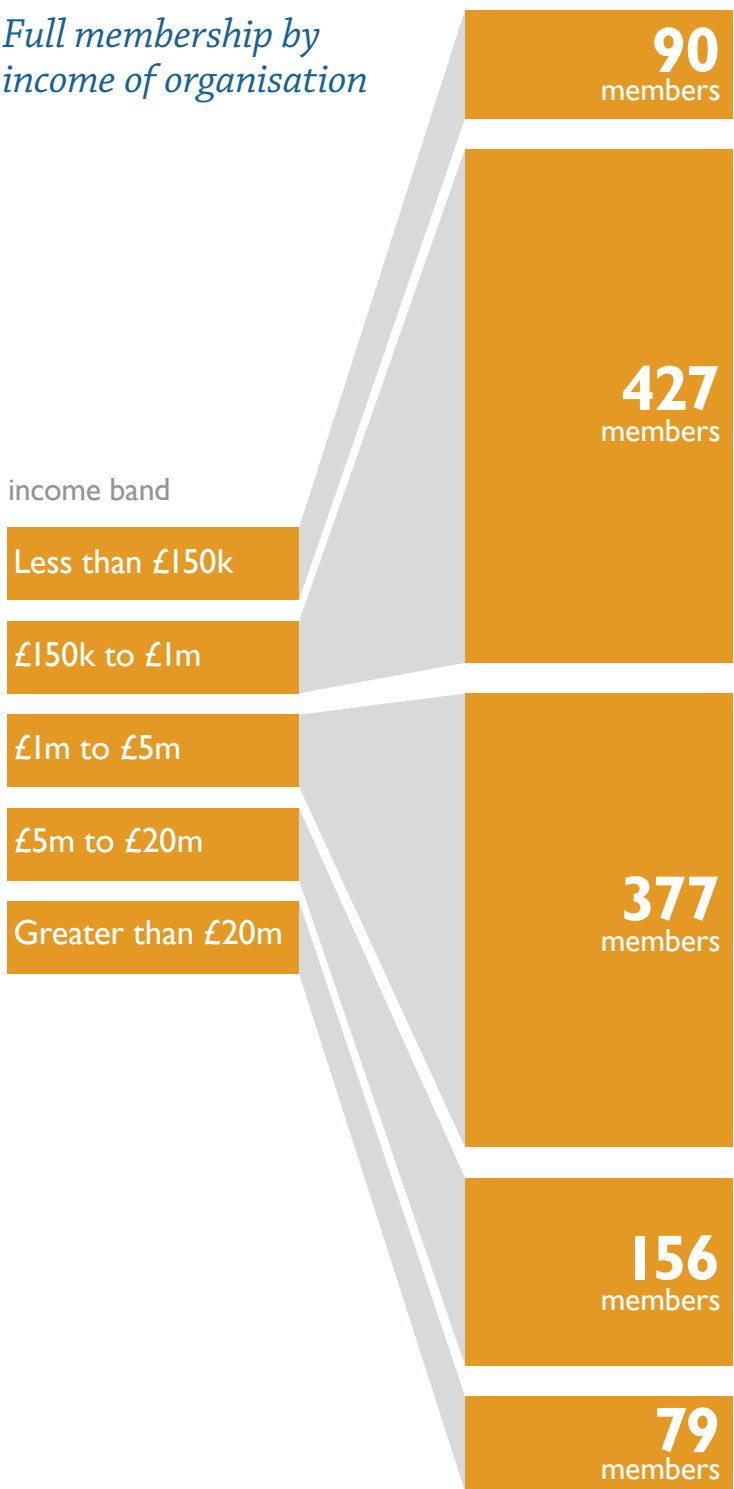 Full membership by
income of organisation
90
members
427
members
income band
Less than £150k
£150k to £1m
£1m to £5m
£5m to £20m
Greater than £20m
377
members
156
members
79
members